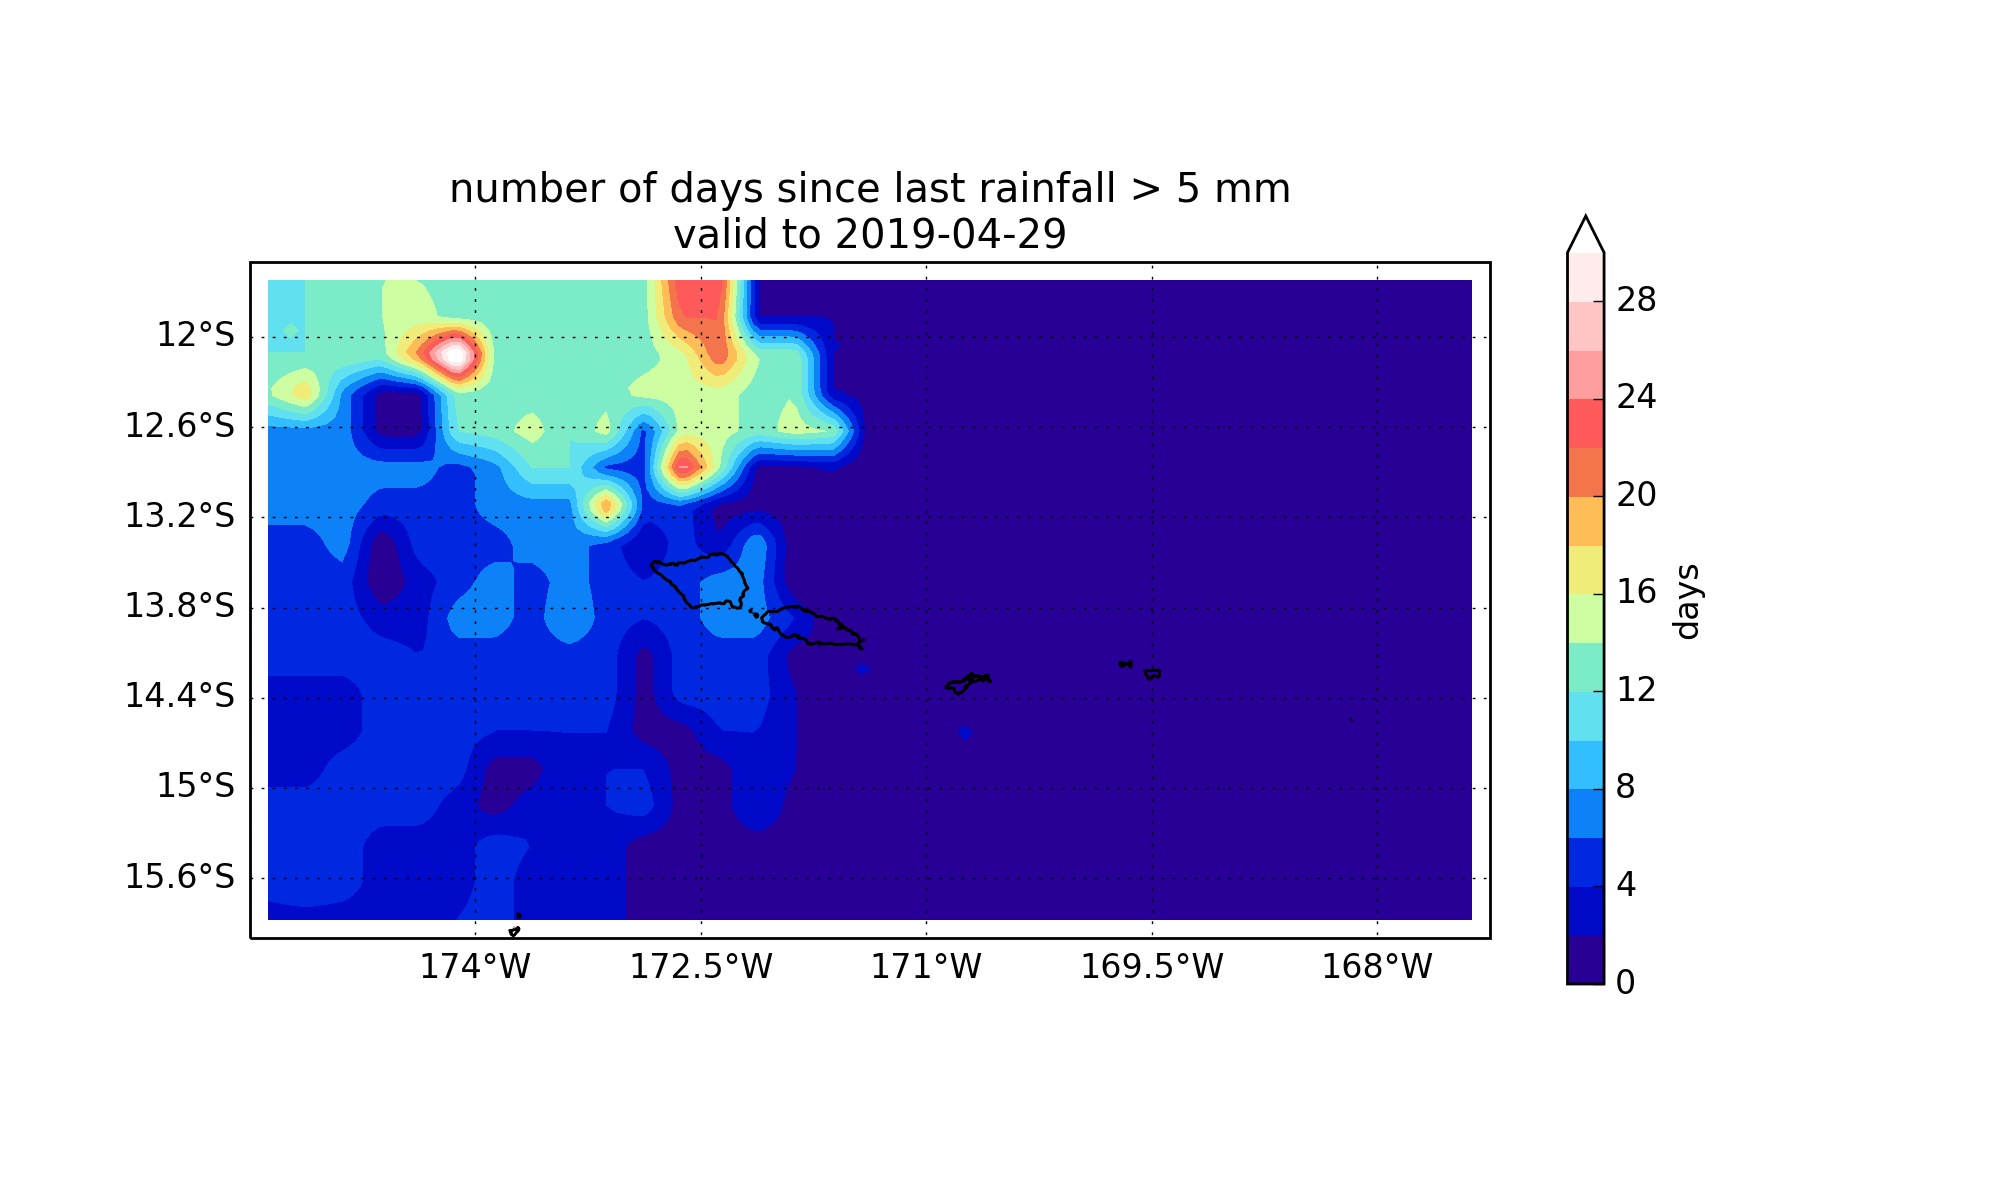 number of days since last rainfall > 5 mm
valid to 2019-04-29
12°S
12.6°S
13.2°S
13.8°S
14.4°S
15°S
15.6°S
174°W
172.5°W
171°W
169.5°W
168°W
28
24
20
16
12
8
4
0
days